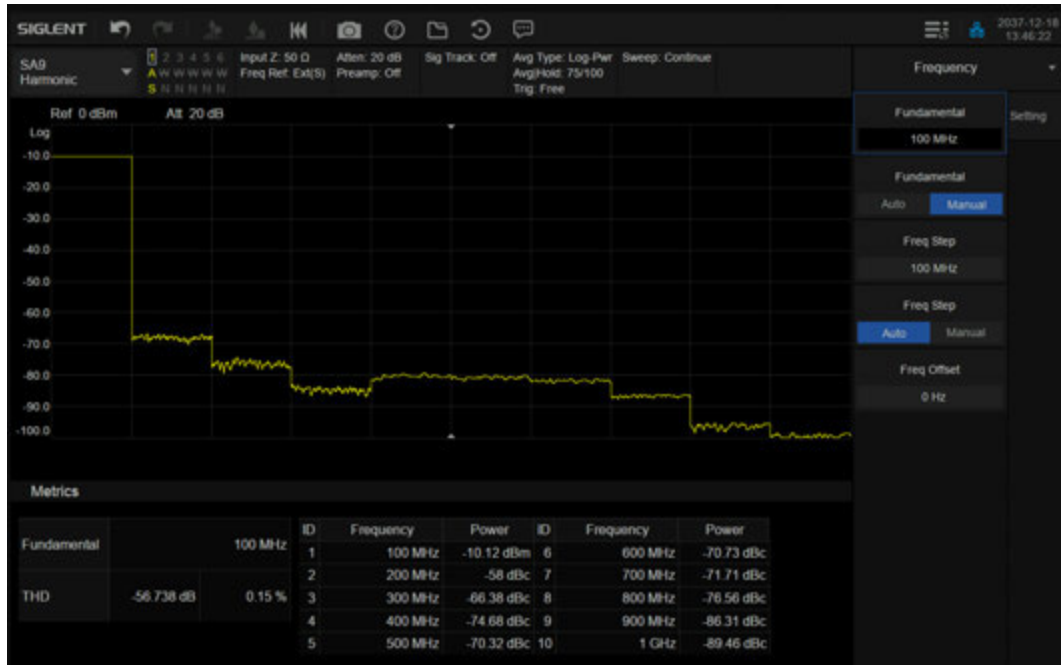 SIGLENT
2037-12-18
13:46:22
SA9
Harmonic
1 2 3 4 5 6
A W W W W W
S N N N N N
Input Z: 50 Ω
Freq Ref: Ext(S)
Atten: 20 dB
Preamp: Off
Sig Track: Off
Avg Type: Log-Pwr
Avg|Hold: 75/100
Trig: Free
Sweep: Continue
Frequency
Ref 0 dBm Att 20 dB
Log
-10.0
-20.0
-30.0
-40.0
-50.0
-60.0
-70.0
-80.0
-90.0
-100.0
Fundamental
100 MHz
Setting
Fundamental
Auto Manual
Freq Step
100 MHz
Freq Step
Auto Manual
Freq Offset
0 Hz
Metrics
Fundamental 100 MHz
THD -56.738 dB 0.15 %
ID Frequency Power ID Frequency Power
1 100 MHz -10.12 dBm 6 600 MHz -70.73 dBc
2 200 MHz -58 dBc 7 700 MHz -71.71 dBc
3 300 MHz -66.38 dBc 8 800 MHz -76.56 dBc
4 400 MHz -74.68 dBc 9 900 MHz -86.31 dBc
5 500 MHz -70.32 dBc 10 1 GHz -89.46 dBc